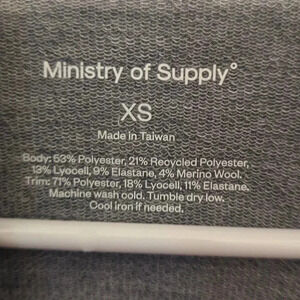 Ministry of Supply°
XS
Made in Taiwan
Body: 53% Polyester, 21% Recycled Polyester,
13% Lyocell, 9% Elastane, 4% Merino Wool.
Trim: 71% Polyester, 18% Lyocell, 11% Elastane.
Machine wash cold. Tumble dry low.
Cool iron if needed.